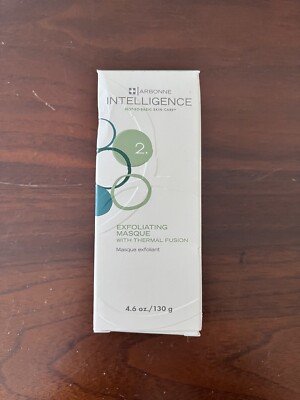 ARBONNE
INTELLIGENCE
2.
EXFOLIATING
MASQUE
WITH THERMAL FUSION
Masque exfoliant
4.6 oz./130 g